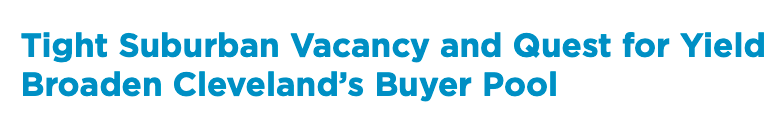 Tight Suburban Vacancy and Quest for Yield
Broaden Cleveland’s Buyer Pool